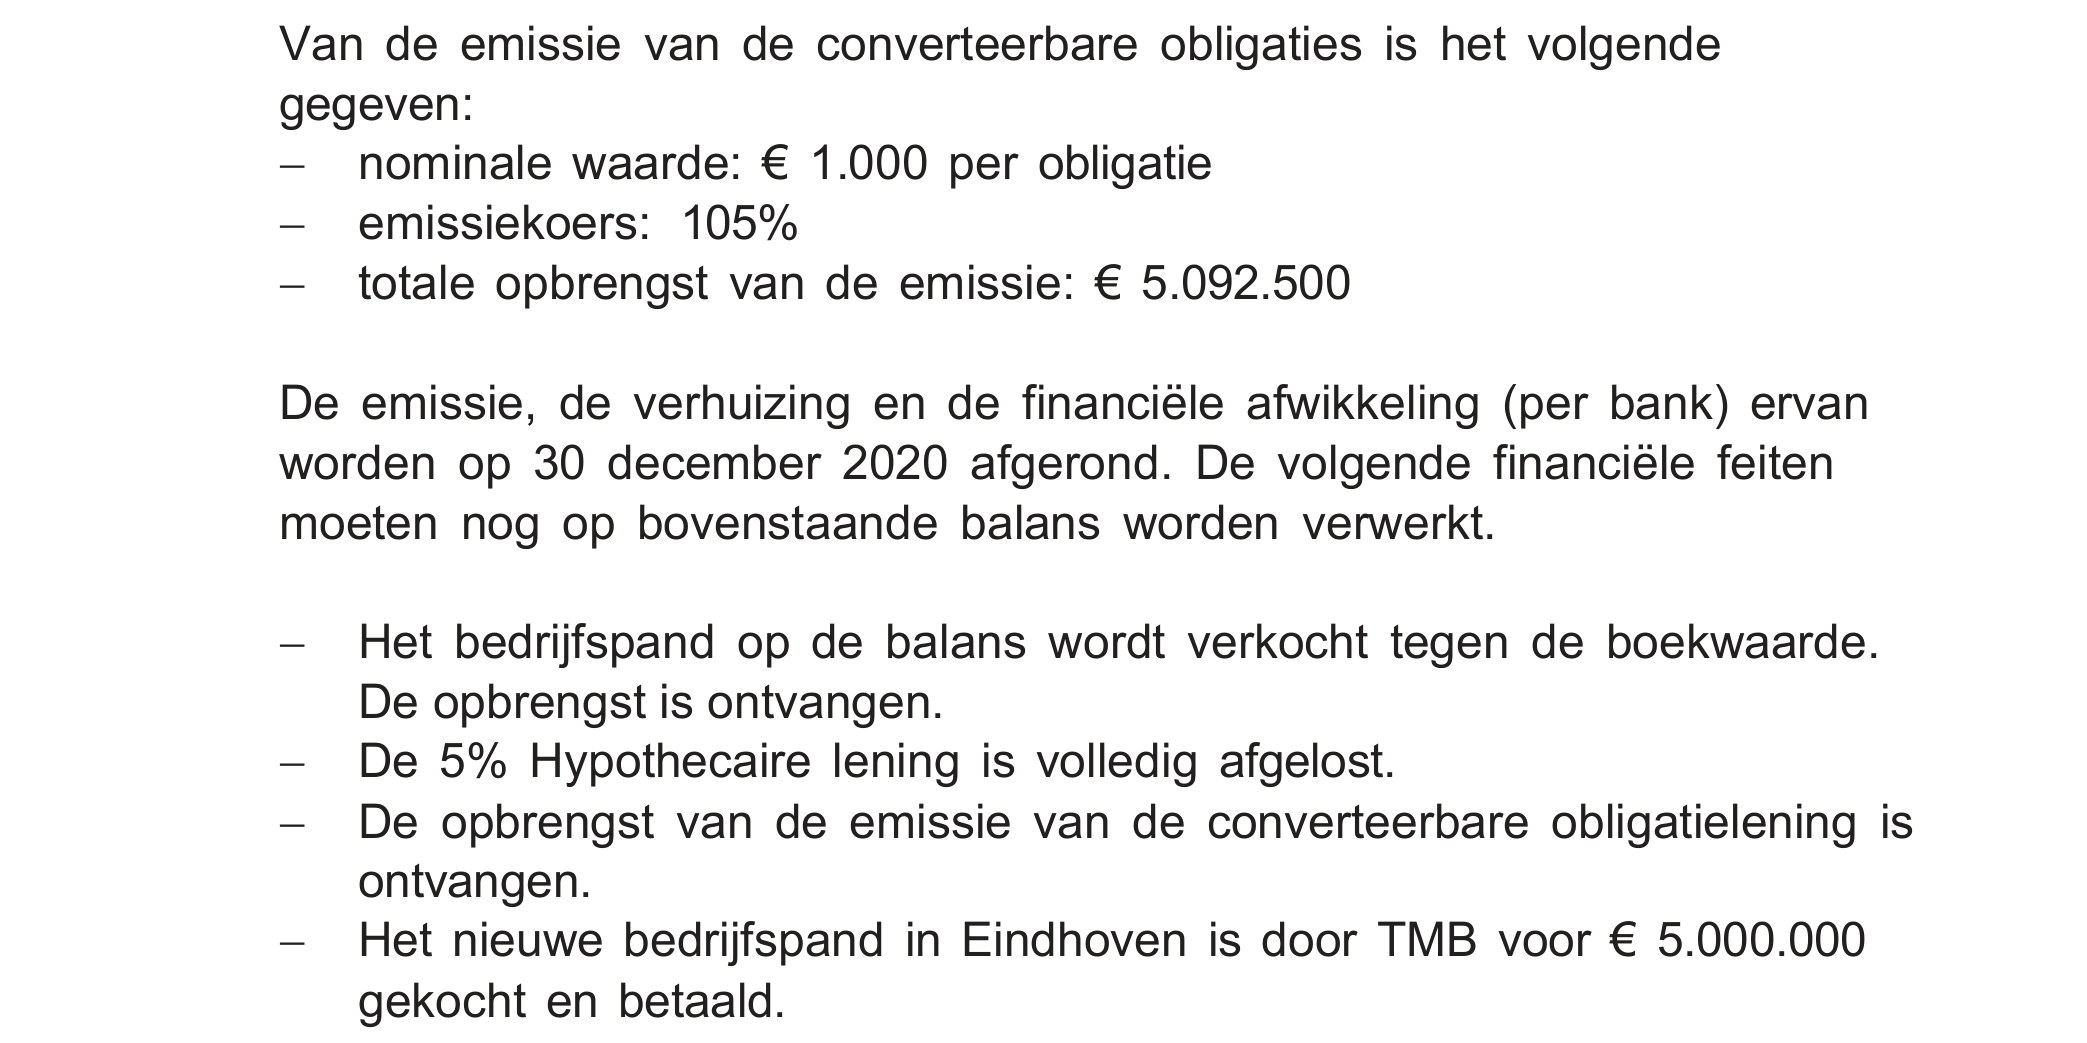 Van de emissie van de converteerbare obligaties is het volgende
gegeven:
– nominale waarde: € 1.000 per obligatie
– emissiekoers: 105%
– totale opbrengst van de emissie: € 5.092.500
De emissie, de verhuizing en de financiële afwikkeling (per bank) ervan
worden op 30 december 2020 afgerond. De volgende financiële feiten
moeten nog op bovenstaande balans worden verwerkt.
– Het bedrijfspand op de balans wordt verkocht tegen de boekwaarde.
De opbrengst is ontvangen.
– De 5% Hypothecaire lening is volledig afgelost.
– De opbrengst van de emissie van de converteerbare obligatielening is
ontvangen.
– Het nieuwe bedrijfspand in Eindhoven is door TMB voor € 5.000.000
gekocht en betaald.